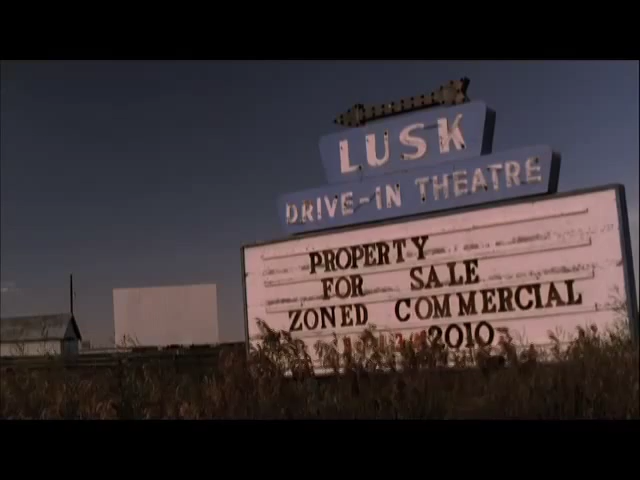 LUSK
DRIVE-IN THEATRE
PROPERTY
FOR SALE
ZONED COMMERCIAL
2010